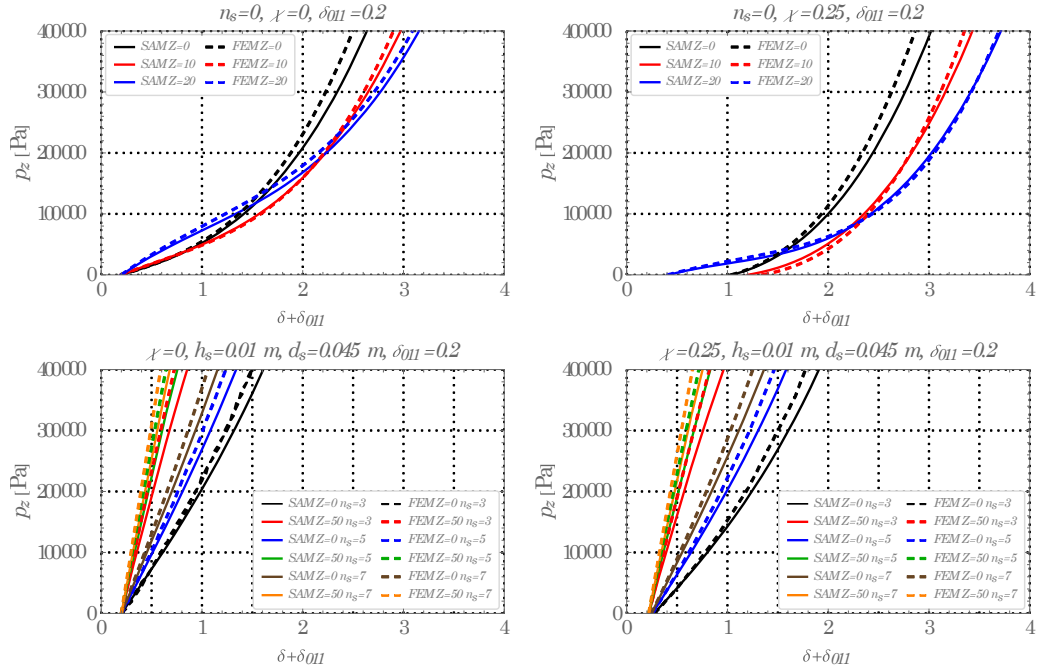 n_s=0, χ=0, δ_011=0.2
40000
30000
20000
10000
0
p_z [Pa]
SAM Z=0
FEM Z=0
SAM Z=10
FEM Z=10
SAM Z=20
FEM Z=20
0 1 2 3 4
δ+δ_011
n_s=0, χ=0.25, δ_011=0.2
40000
30000
20000
10000
0
p_z [Pa]
SAM Z=0
FEM Z=0
SAM Z=10
FEM Z=10
SAM Z=20
FEM Z=20
0 1 2 3 4
δ+δ_011
χ=0, h_s=0.01 m, d_s=0.045 m, δ_011=0.2
40000
30000
20000
10000
0
p_z [Pa]
SAM Z=0 n_s=3
FEM Z=0 n_s=3
SAM Z=50 n_s=3
FEM Z=50 n_s=3
SAM Z=0 n_s=5
FEM Z=0 n_s=5
SAM Z=50 n_s=5
FEM Z=50 n_s=5
SAM Z=0 n_s=7
FEM Z=0 n_s=7
SAM Z=50 n_s=7
FEM Z=50 n_s=7
0 1 2 3 4
δ+δ_011
χ=0.25, h_s=0.01 m, d_s=0.045 m, δ_011=0.2
40000
30000
20000
10000
0
p_z [Pa]
SAM Z=0 n_s=3
FEM Z=0 n_s=3
SAM Z=50 n_s=3
FEM Z=50 n_s=3
SAM Z=0 n_s=5
FEM Z=0 n_s=5
SAM Z=50 n_s=5
FEM Z=50 n_s=5
SAM Z=0 n_s=7
FEM Z=0 n_s=7
SAM Z=50 n_s=7
FEM Z=50 n_s=7
0 1 2 3 4
δ+δ_011